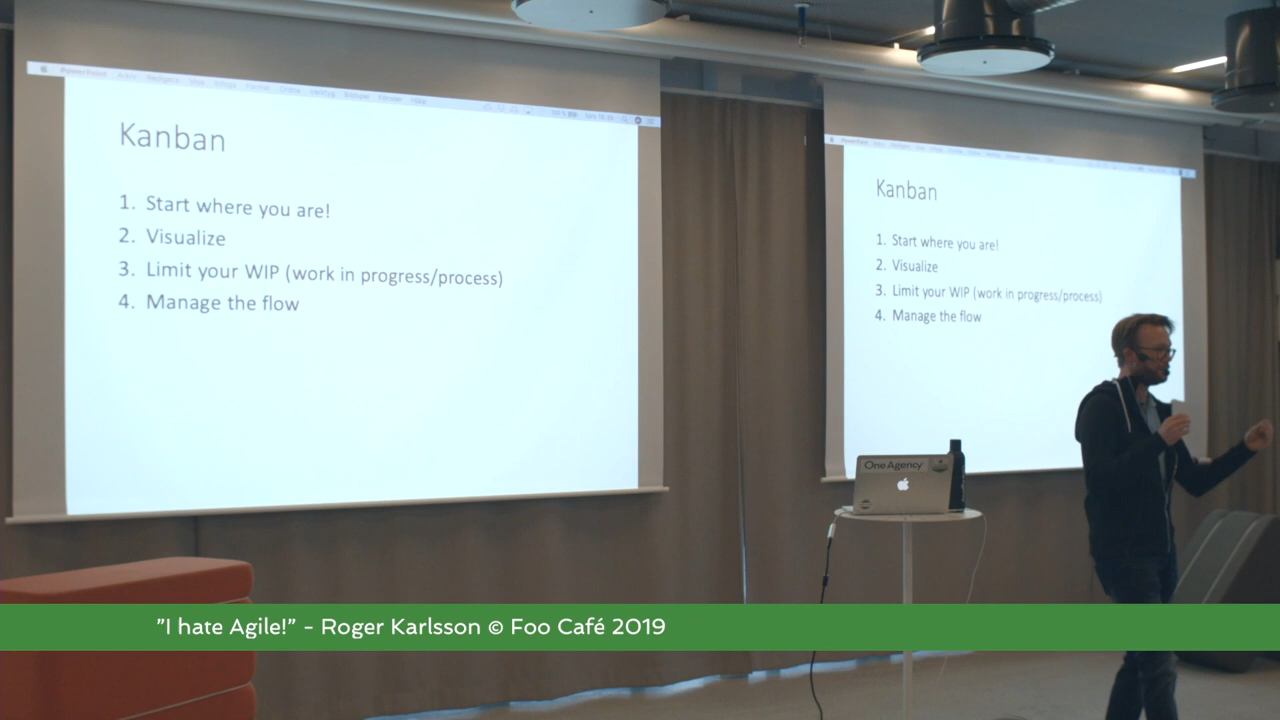 PowerPoint
Kanban
1. Start where you are!
2. Visualize
3. Limit your WIP (work in progress/process)
4. Manage the flow
Kanban
1. Start where you are!
2. Visualize
3. Limit your WIP (work in progress/process)
4. Manage the flow
One Agency
"I hate Agile!" - Roger Karlsson © Foo Café 2019